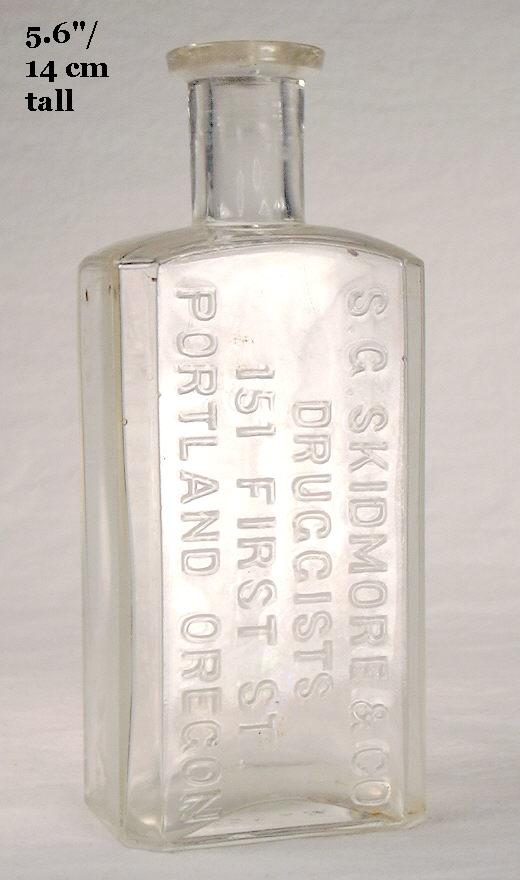 5.6"/
14 cm
tall
S.G. SKIDMORE & CO
DRUGGISTS
151 FIRST ST
PORTLAND OREGON